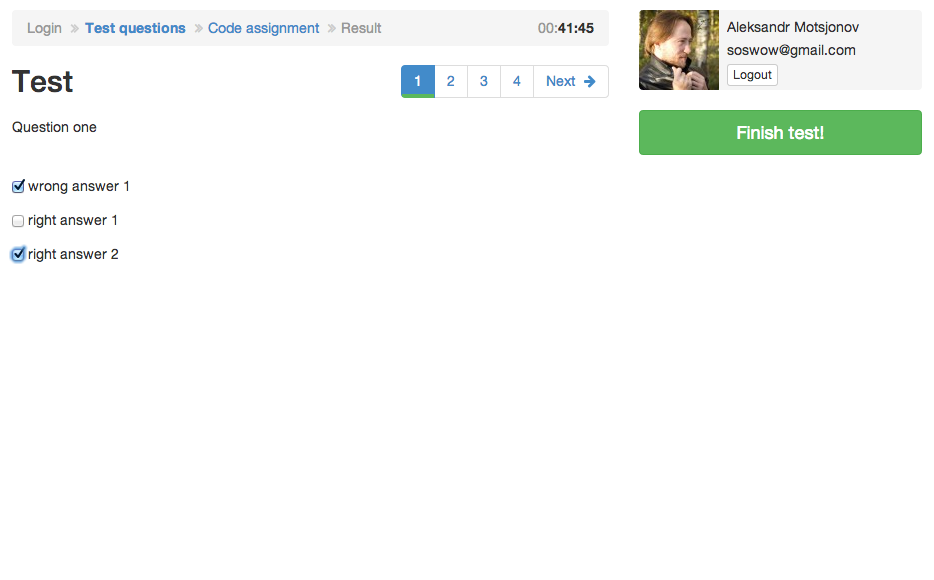 Login » Test questions » Code assignment » Result 00:41:45
Test
1 2 3 4 Next →
Question one
wrong answer 1
right answer 1
right answer 2
Aleksandr Motsjonov
soswow@gmail.com
Logout
Finish test!